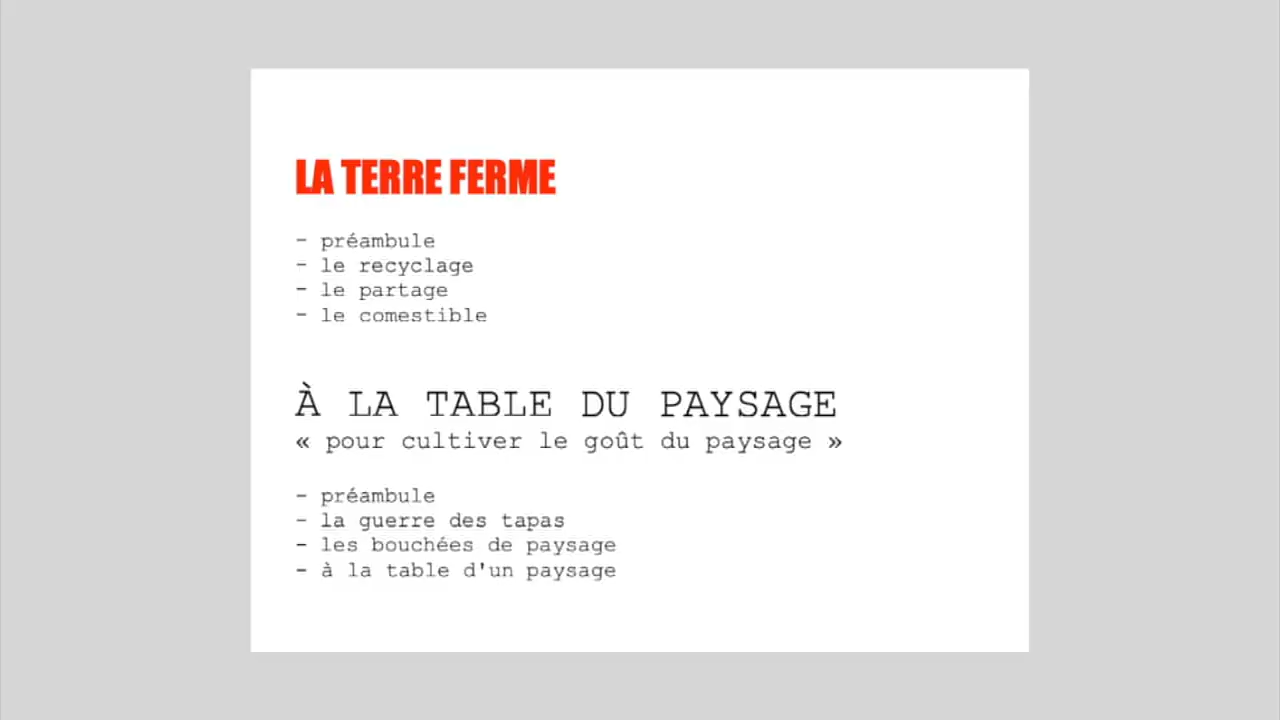 LA TERRE FERME
- préambule
- le recyclage
- le partage
- le comestible
À LA TABLE DU PAYSAGE
« pour cultiver le goût du paysage »
- préambule
- la guerre des tapas
- les bouchées de paysage
- à la table d'un paysage